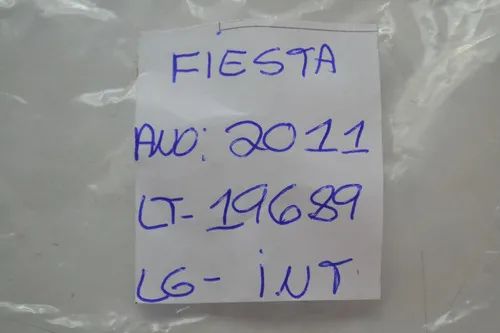 FIESTA
ANO: 2011
LT-19689
LG- INT.